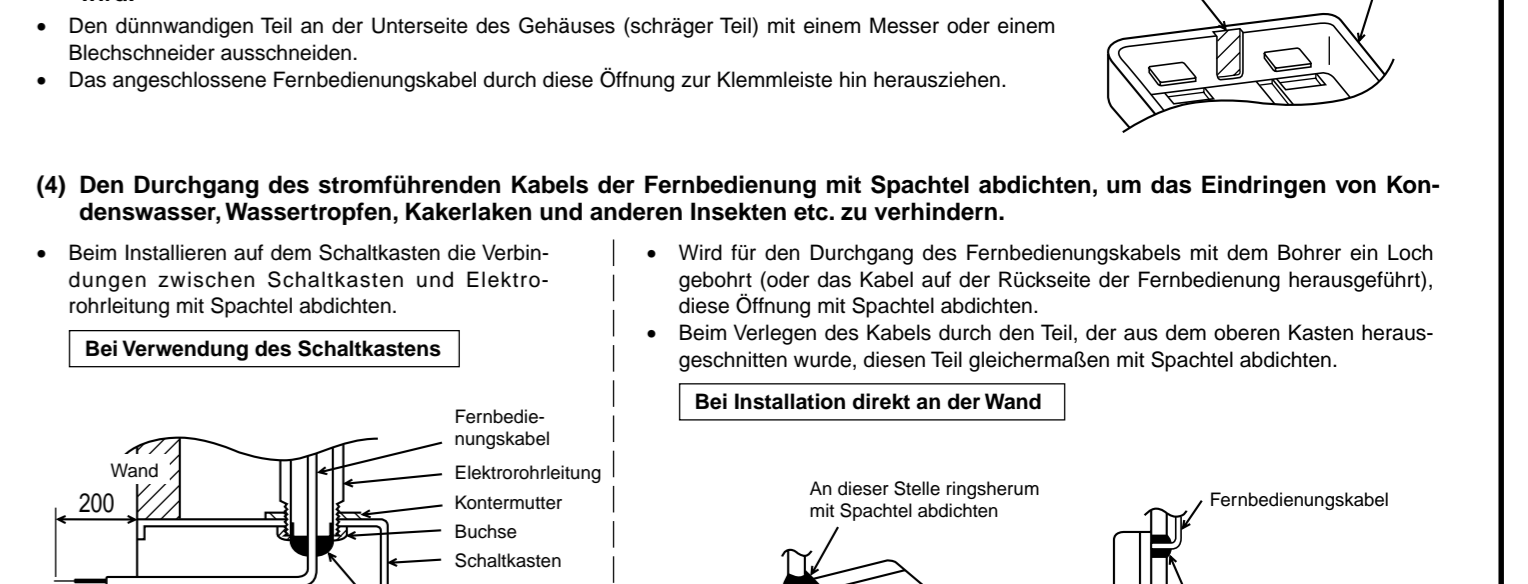 • Den dünnwandigen Teil an der Unterseite des Gehäuses (schräger Teil) mit einem Messer oder einem
Blechschneider ausschneiden.
• Das angeschlossene Fernbedienungskabel durch diese Öffnung zur Klemmleiste hin herausziehen.
(4) Den Durchgang des stromführenden Kabels der Fernbedienung mit Spachtel abdichten, um das Eindringen von Kon-
denswasser, Wassertropfen, Kakerlaken und anderen Insekten etc. zu verhindern.
• Beim Installieren auf dem Schaltkasten die Verbin-
dungen zwischen Schaltkasten und Elektro-
rohrleitung mit Spachtel abdichten.
Bei Verwendung des Schaltkastens
Fernbedie-
nungskabel
Wand
Elektrorohrleitung
200
Kontermutter
Buchse
Schaltkasten
• Wird für den Durchgang des Fernbedienungskabels mit dem Bohrer ein Loch
gebohrt (oder das Kabel auf der Rückseite der Fernbedienung herausgeführt),
diese Öffnung mit Spachtel abdichten.
• Beim Verlegen des Kabels durch den Teil, der aus dem oberen Kasten heraus-
geschnitten wurde, diesen Teil gleichermaßen mit Spachtel abdichten.
Bei Installation direkt an der Wand
An dieser Stelle ringsherum
mit Spachtel abdichten
Fernbedienungskabel